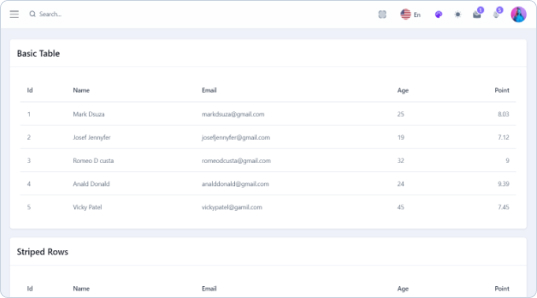 Search... En 5 5
Basic Table
Id Name Email Age Point
1 Mark Dsuza markdsuza@gmail.com 25 8.03
2 Josef Jennyfer josefjennyfer@gmail.com 19 7.12
3 Romeo D custa romeodcusta@gmail.com 32 9
4 Anald Donald analddonald@gmail.com 24 9.39
5 Vicky Patel vickypatel@gamil.com 45 7.45
Striped Rows
Id Name Email Age Point